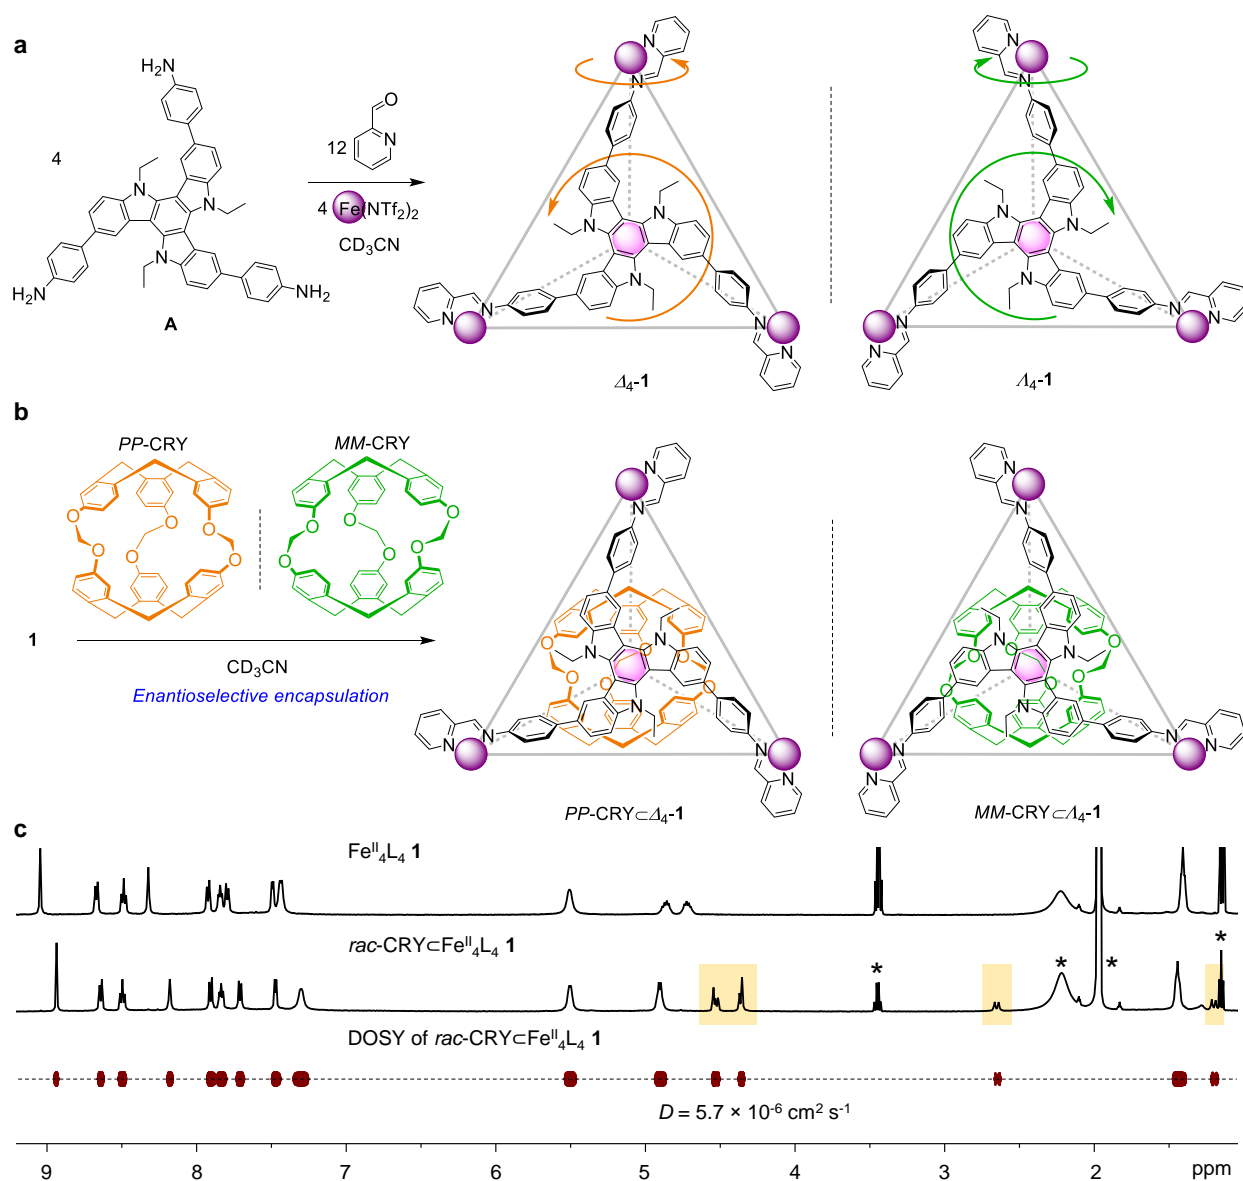 a
4
H₂N
NH₂
H₂N
N
N
N
A
O
N
12
4 Fe(NTf₂)₂
CD₃CN
N
N
N
N
N
N
N
N
N
Δ₄-1
N
N
N
N
N
N
N
N
N
Λ₄-1
b
PP-CRY
MM-CRY
O
O
O
O
O
O
O
O
O
O
O
O
1
CD₃CN
Enantioselective encapsulation
N
N
N
N
N
N
N
N
N
O
O
O
O
O
PP-CRY⊂Δ₄-1
N
N
N
N
N
N
N
N
N
O
O
O
O
O
MM-CRY⊂Λ₄-1
c
Feᴵᴵ₄L₄ 1
rac-CRY⊂Feᴵᴵ₄L₄ 1
* * * *
DOSY of rac-CRY⊂Feᴵᴵ₄L₄ 1
D = 5.7 × 10⁻⁶ cm² s⁻¹
9 8 7 6 5 4 3 2 ppm